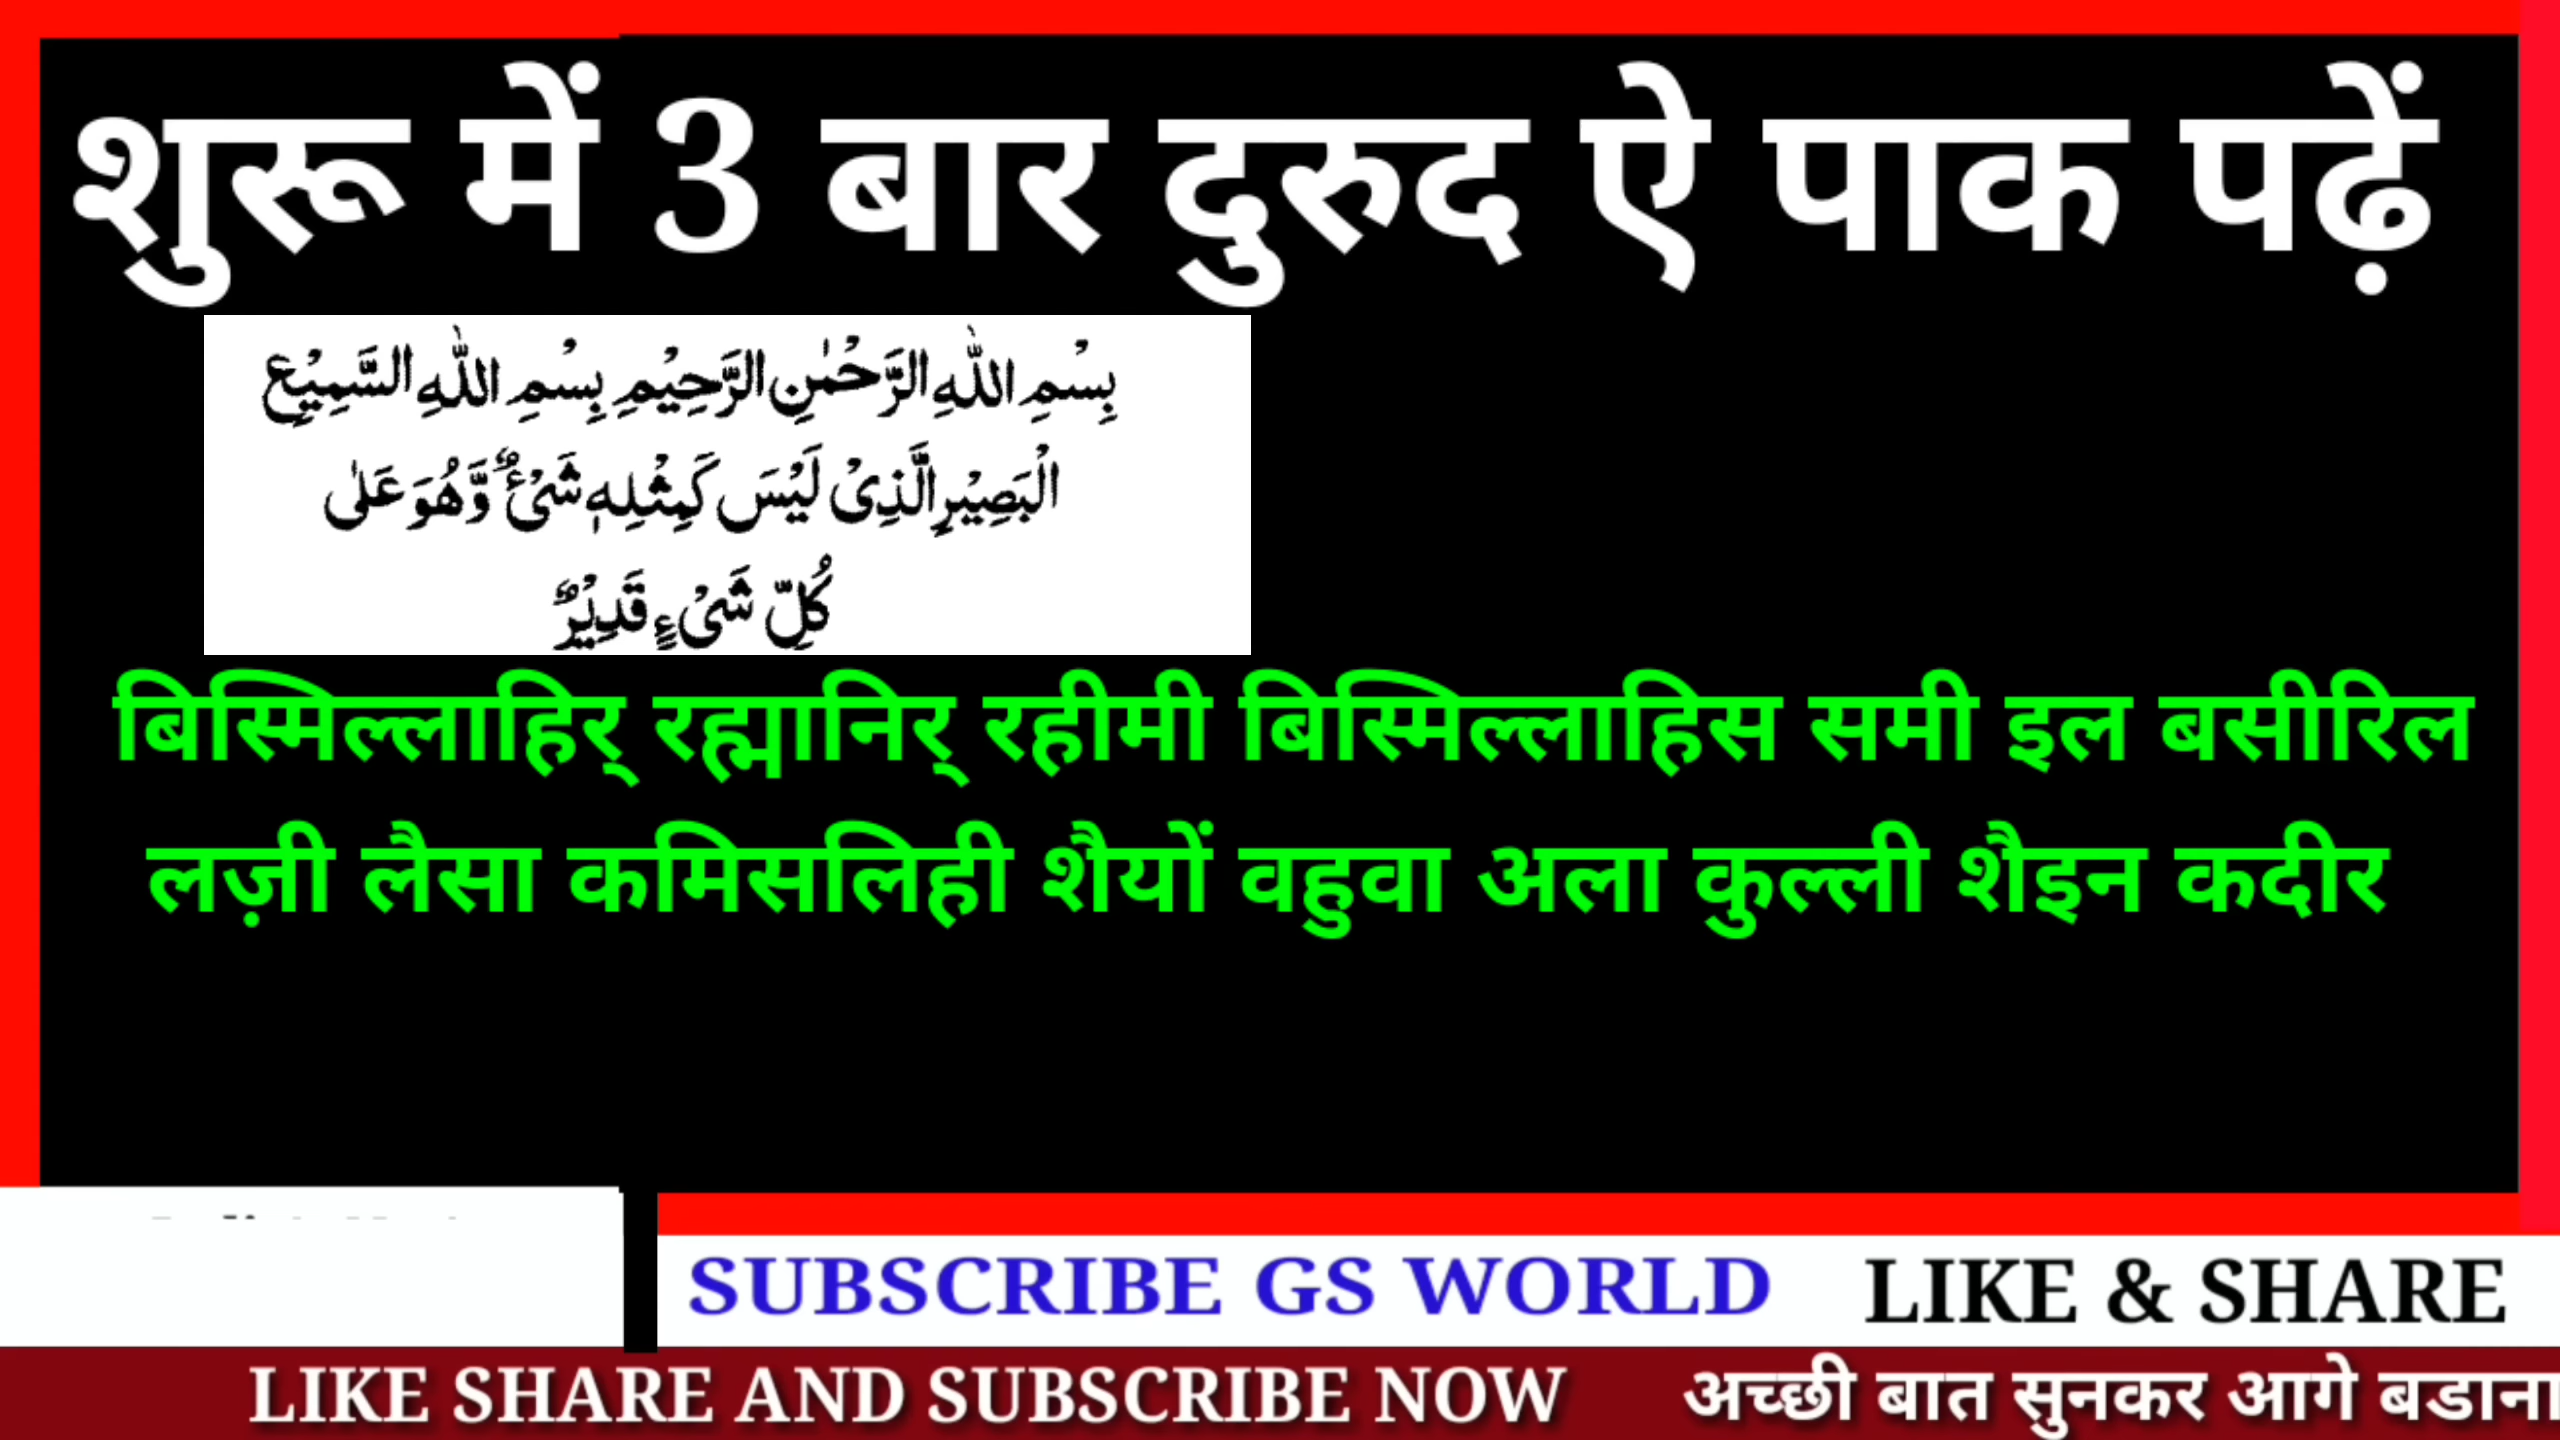 शुरू में 3 बार दुरुद ऐ पाक पढ़ें
بِسْمِ اللّٰهِ الرَّحْمٰنِ الرَّحِيْمِ بِسْمِ اللّٰهِ السَّمِيْعِ
الْبَصِيْرِ الَّذِىْ لَيْسَ كَمِثْلِهٖ شَىْءٌ وَّهُوَ عَلٰى
كُلِّ شَىْءٍ قَدِيْرٌ
बिस्मिल्लाहिर् रह्मानिर् रहीमी बिस्मिल्लाहिस समी इल बसीरिल
लज़ी लैसा कमिसलिही शैयों वहुवा अला कुल्ली शैइन कदीर
SUBSCRIBE GS WORLD LIKE & SHARE
LIKE SHARE AND SUBSCRIBE NOW अच्छी बात सुनकर आगे बडाना